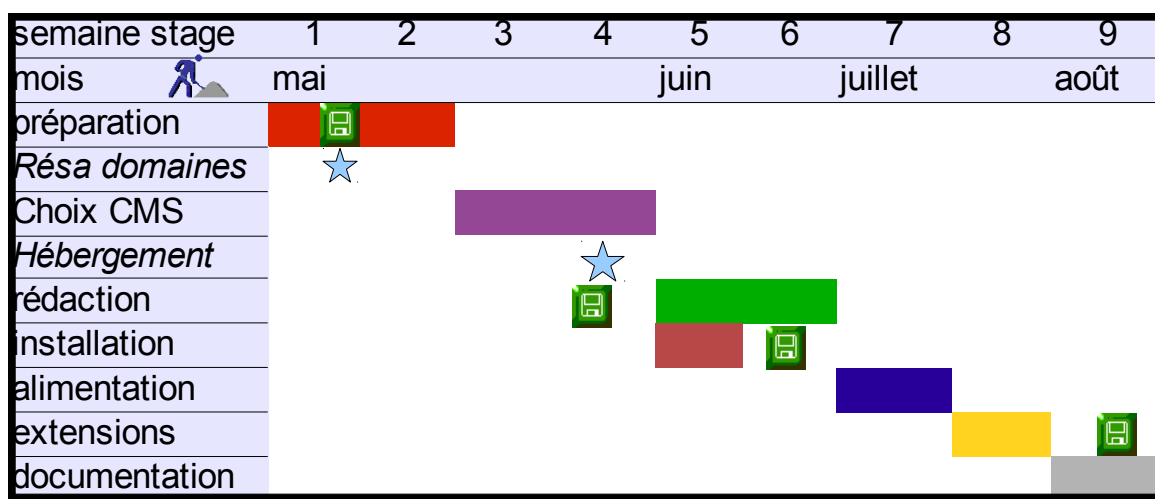 semaine stage 1 2 3 4 5 6 7 8 9
mois mai juin juillet août
préparation
Résa domaines
Choix CMS
Hébergement
rédaction
installation
alimentation
extensions
documentation